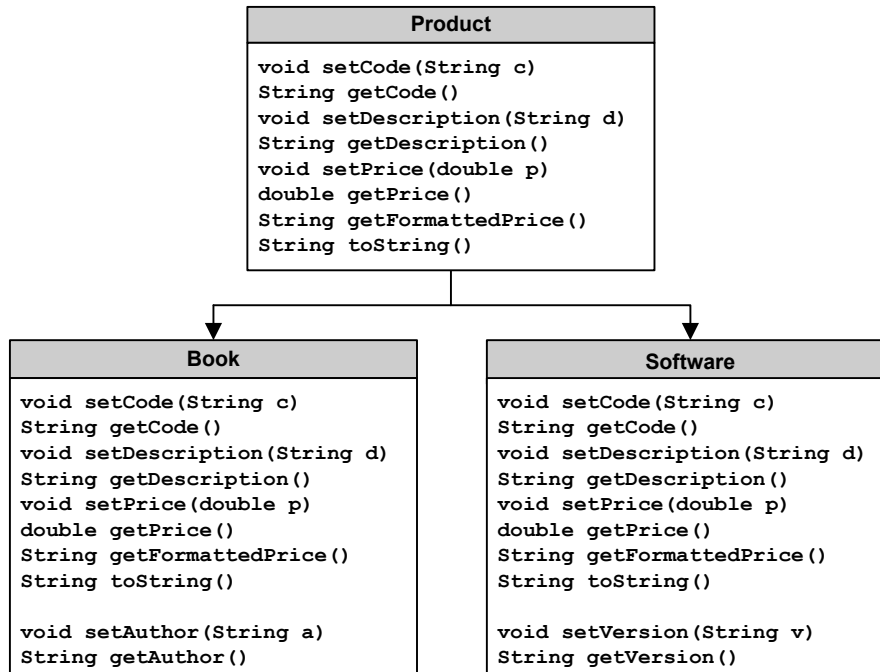 Product
void setCode(String c)
String getCode()
void setDescription(String d)
String getDescription()
void setPrice(double p)
double getPrice()
String getFormattedPrice()
String toString()
Book
void setCode(String c)
String getCode()
void setDescription(String d)
String getDescription()
void setPrice(double p)
double getPrice()
String getFormattedPrice()
String toString()
void setAuthor(String a)
String getAuthor()
Software
void setCode(String c)
String getCode()
void setDescription(String d)
String getDescription()
void setPrice(double p)
double getPrice()
String getFormattedPrice()
String toString()
void setVersion(String v)
String getVersion()